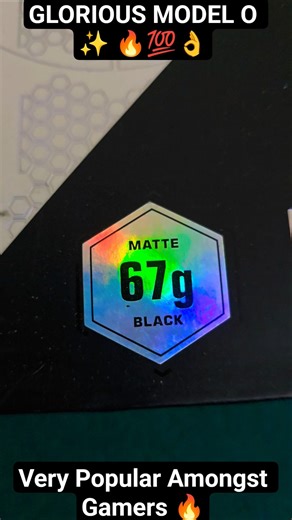 GLORIOUS MODEL O
✨ 🔥💯👌
MATTE
67g
BLACK
Very Popular Amongst
Gamers 🔥